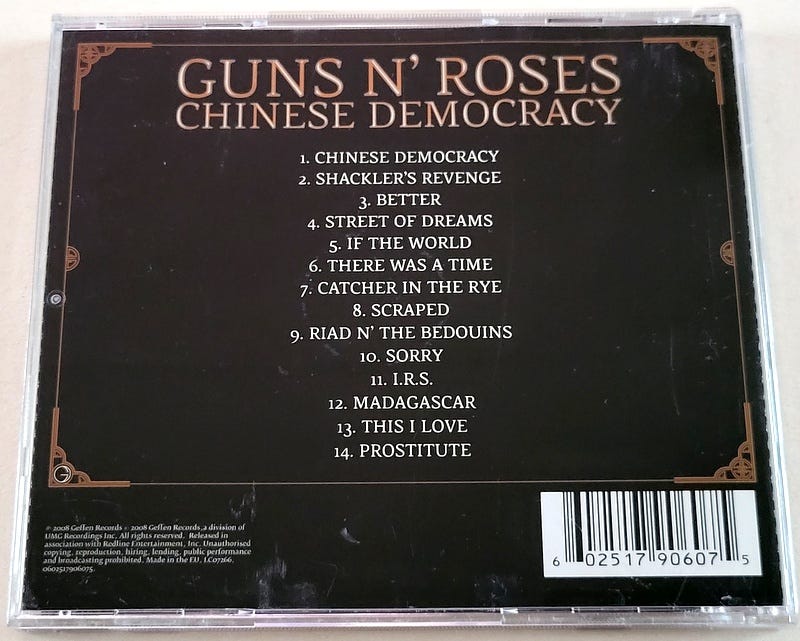 GUNS N' ROSES
CHINESE DEMOCRACY
1. CHINESE DEMOCRACY
2. SHACKLER'S REVENGE
3. BETTER
4. STREET OF DREAMS
5. IF THE WORLD
6. THERE WAS A TIME
7. CATCHER IN THE RYE
8. SCRAPED
9. RIAD N' THE BEDOUINS
10. SORRY
11. I.R.S.
12. MADAGASCAR
13. THIS I LOVE
14. PROSTITUTE
℗ 2008 Geffen Records © 2008 Geffen Records, a division of
UMG Recordings Inc. All rights reserved. Released in
association with Redline Entertainment, Inc. Unauthorised
copying, reproduction, hiring, lending, public performance
and broadcasting prohibited. Made in the EU. LC07266.
0602517906075.
6 02517 90607 5